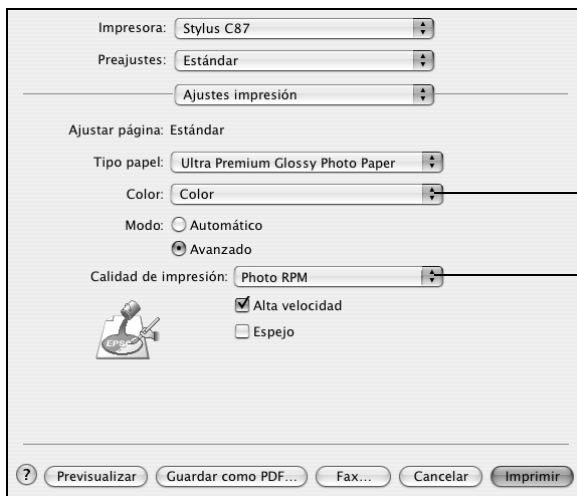 Impresora: Stylus C87
Preajustes: Estándar
Ajustes impresión
Ajustar página: Estándar
Tipo papel: Ultra Premium Glossy Photo Paper
Color: Color
Modo: Automático
Avanzado
Calidad de impresión: Photo RPM
Alta velocidad
Espejo
EPS
? Previsualizar Guardar como PDF... Fax... Cancelar Imprimir